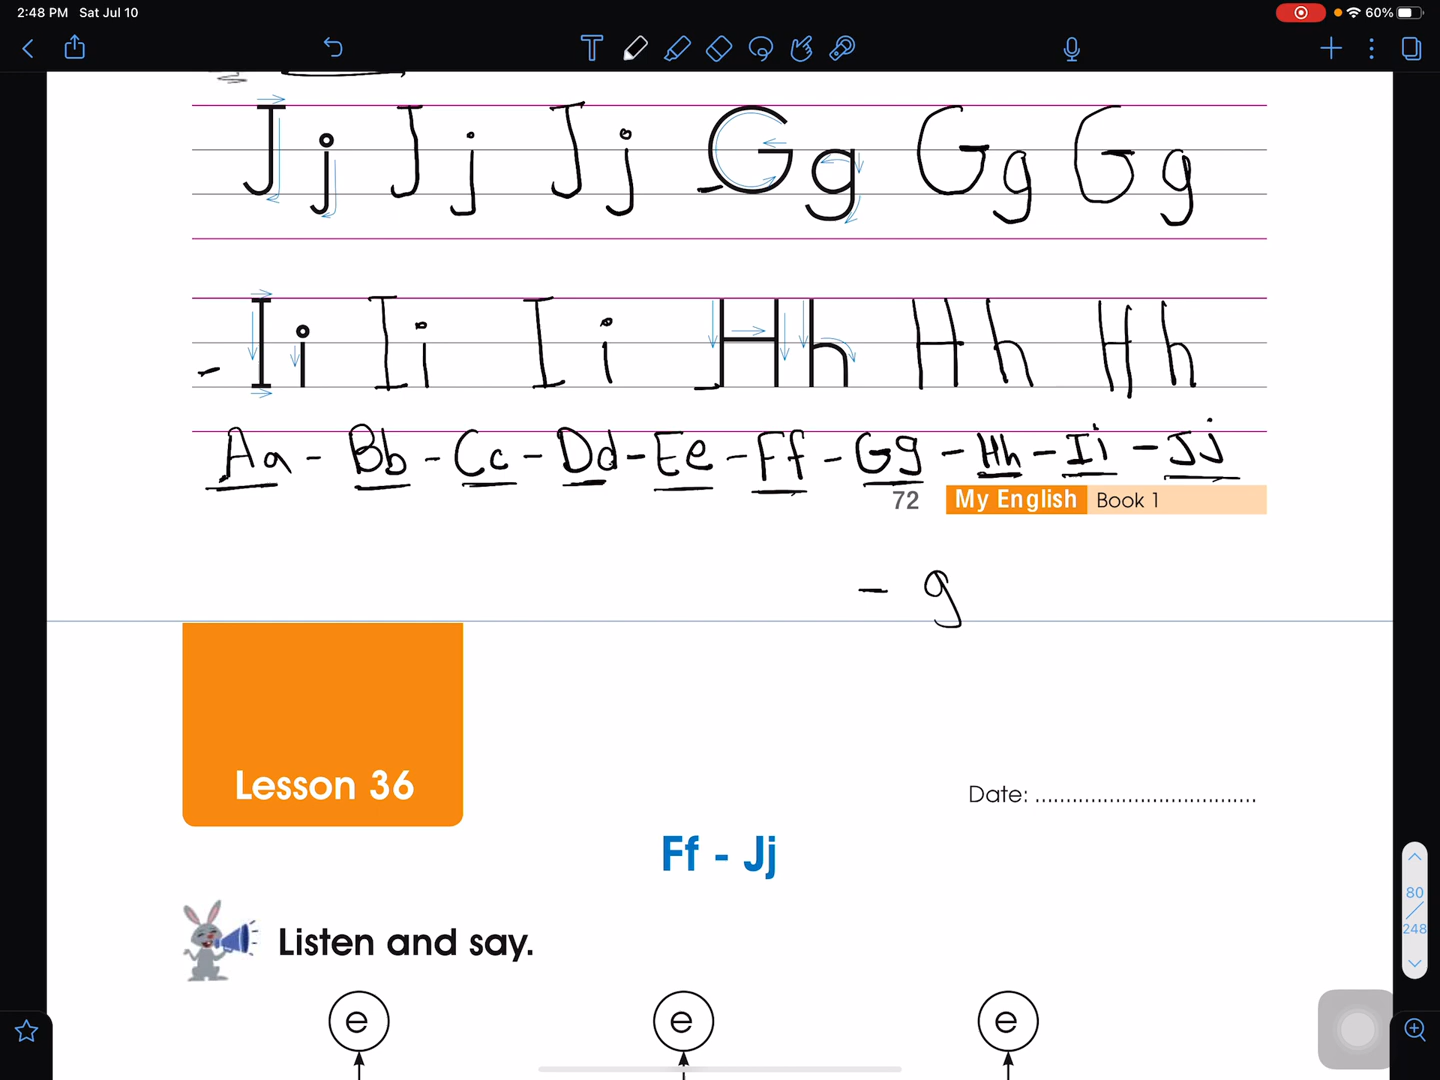 2:48 PM Sat Jul 10 60%
Jj Jj Jj Gg Gg Gg
Ii Ii Ii Hh Hh Hh
Aa - Bb - Cc - Dd - Ee - Ff - Gg - Hh - Ii - Jj
72 My English Book 1
- g
Lesson 36
Date: ....................................
Ff - Jj
Listen and say.
e e e
80
248